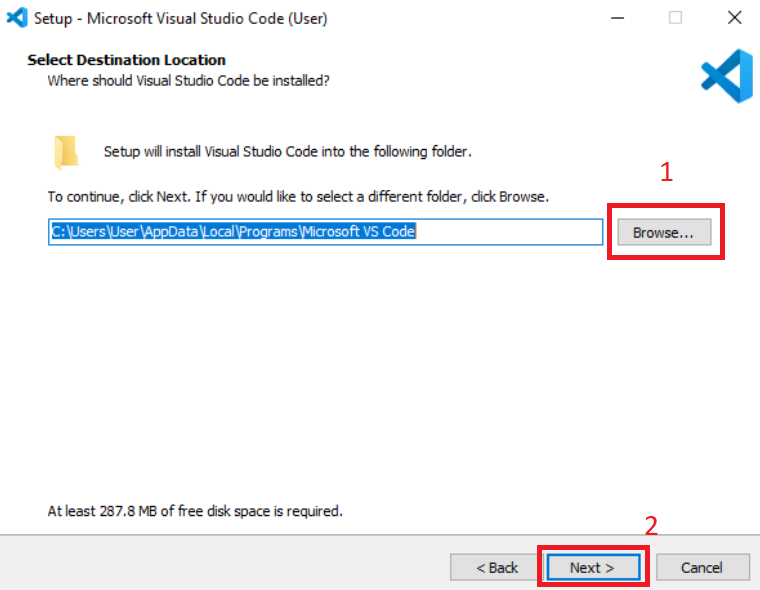 Setup - Microsoft Visual Studio Code (User)
Select Destination Location
Where should Visual Studio Code be installed?
Setup will install Visual Studio Code into the following folder.
1
To continue, click Next. If you would like to select a different folder, click Browse.
C:\Users\User\AppData\Local\Programs\Microsoft VS Code
Browse...
At least 287.8 MB of free disk space is required.
2
< Back
Next >
Cancel